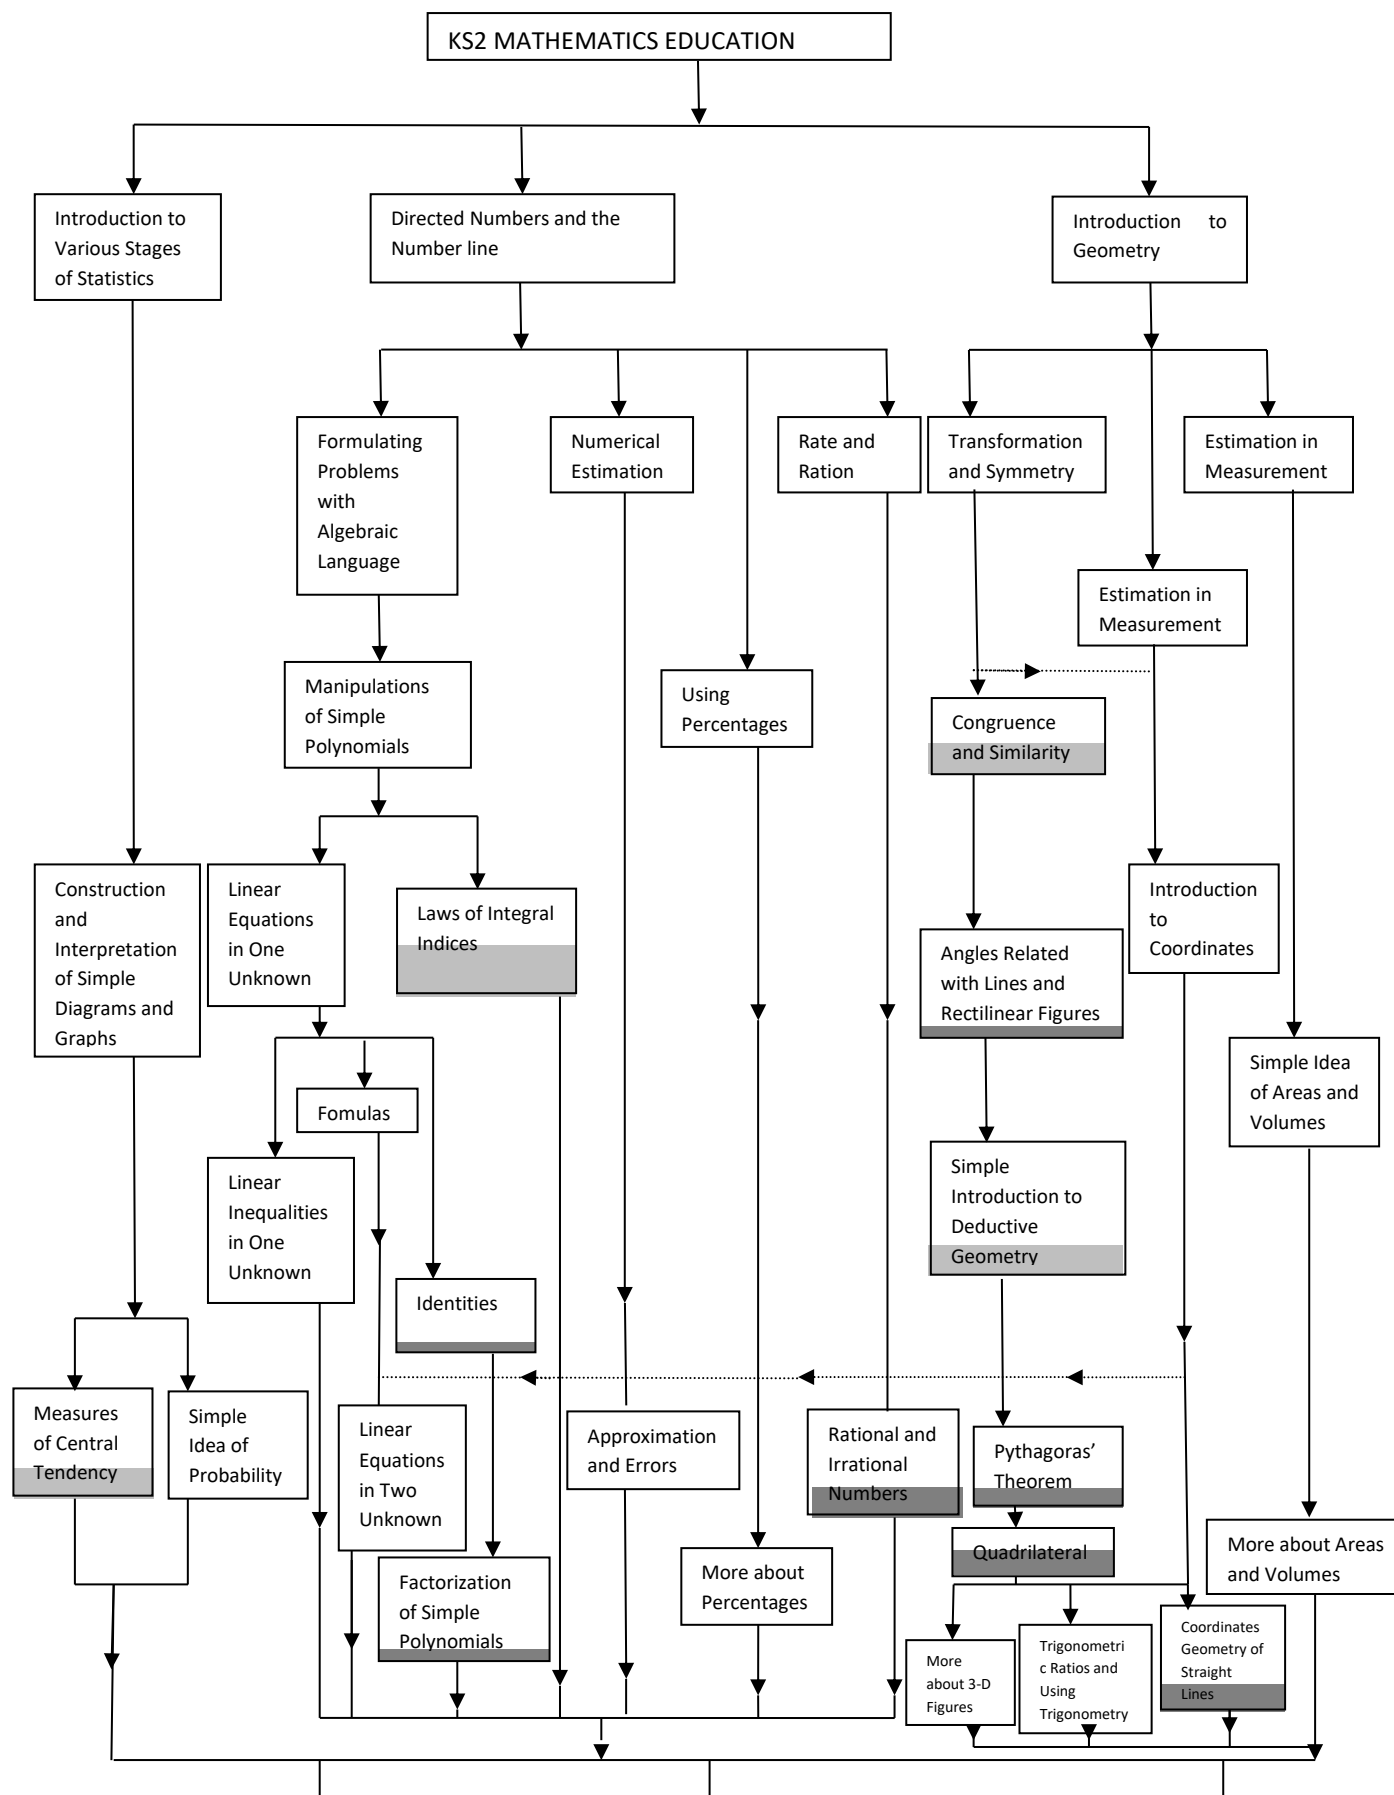 KS2 MATHEMATICS EDUCATION
Introduction to
Various Stages
of Statistics
Directed Numbers and the
Number line
Introduction to
Geometry
Formulating
Problems
with
Algebraic
Language
Numerical
Estimation
Rate and
Ration
Transformation
and Symmetry
Estimation in
Measurement
Estimation in
Measurement
Manipulations
of Simple
Polynomials
Using
Percentages
Congruence
and Similarity
Construction
and
Interpretation
of Simple
Diagrams and
Graphs
Linear
Equations
in One
Unknown
Laws of Integral
Indices
Angles Related
with Lines and
Rectilinear Figures
Introduction
to
Coordinates
Simple Idea
of Areas and
Volumes
Fomulas
Linear
Inequalities
in One
Unknown
Simple
Introduction to
Deductive
Geometry
Identities
Measures
of Central
Tendency
Simple
Idea of
Probability
Linear
Equations
in Two
Unknown
Approximation
and Errors
Rational and
Irrational
Numbers
Pythagoras’
Theorem
Quadrilateral
More about Areas
and Volumes
Factorization
of Simple
Polynomials
More about
Percentages
More
about 3-D
Figures
Trigonometri
c Ratios and
Using
Trigonometry
Coordinates
Geometry of
Straight
Lines